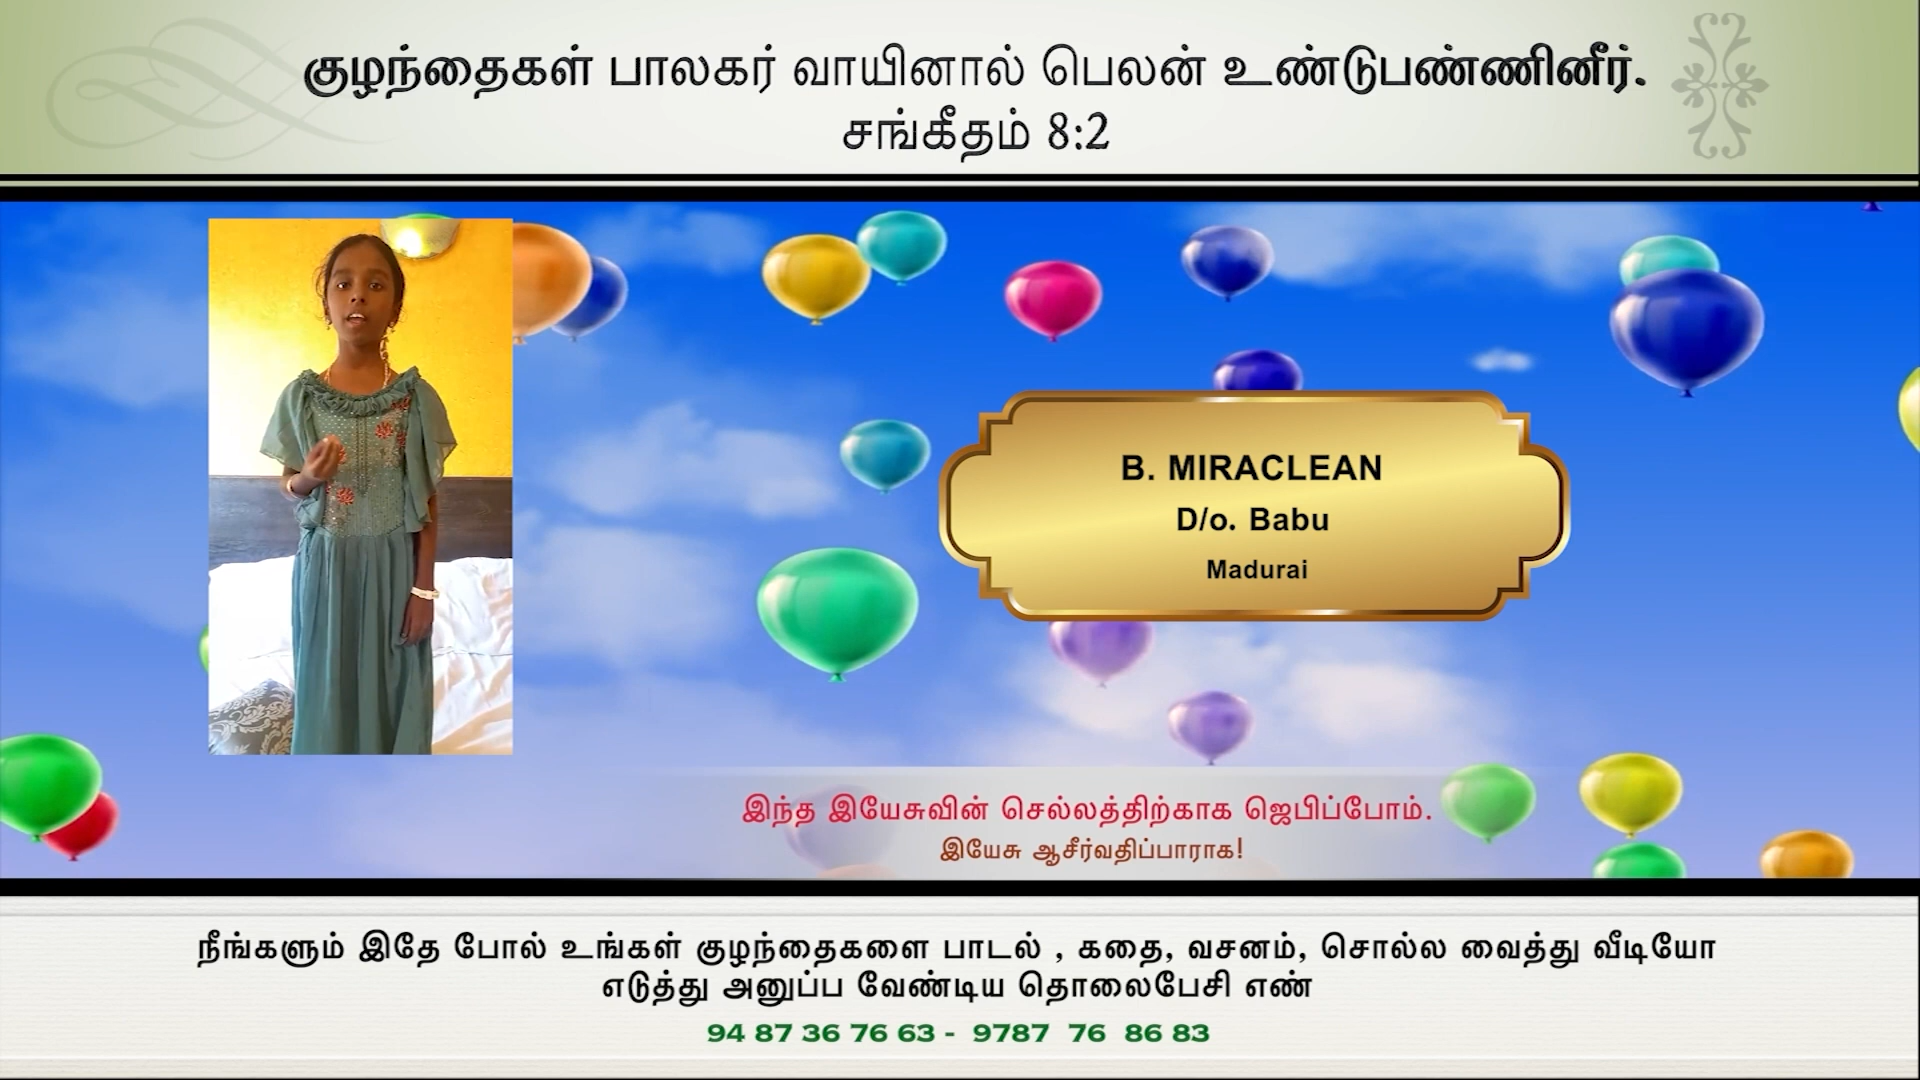 குழந்தைகள் பாலகர் வாயினால் பெலன் உண்டுபண்ணினீர்.
சங்கீதம் 8:2
B. MIRACLEAN
D/o. Babu
Madurai
இந்த இயேசுவின் செல்லத்திற்காக ஜெபிப்போம்.
இயேசு ஆசீர்வதிப்பாராக!
நீங்களும் இதே போல் உங்கள் குழந்தைகளை பாடல் , கதை, வசனம், சொல்ல வைத்து வீடியோ
எடுத்து அனுப்ப வேண்டிய தொலைபேசி எண்
94 87 36 76 63 - 9787 76 86 83